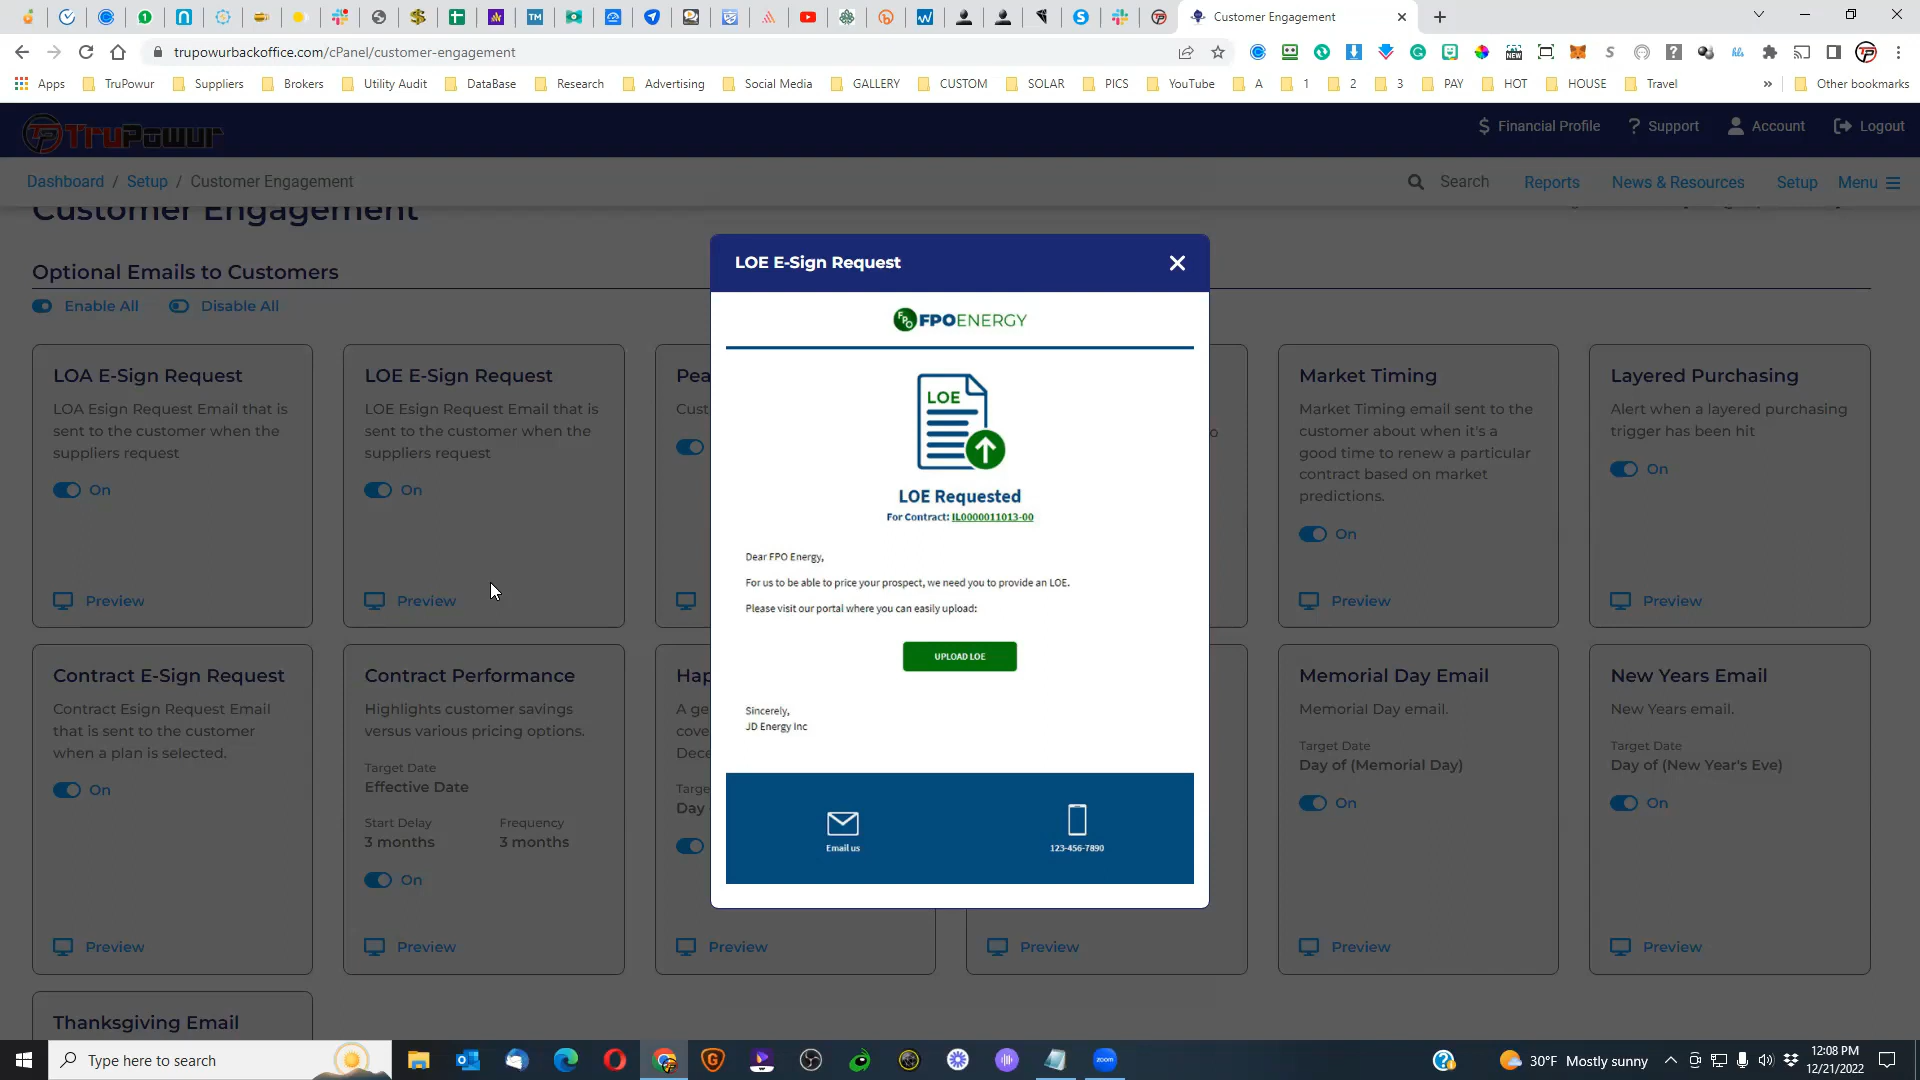 Customer Engagement
trupowurbackoffice.com/cPanel/customer-engagement
Apps TruPowur Suppliers Brokers Utility Audit DataBase Research Advertising Social Media GALLERY CUSTOM SOLAR PICS YouTube A 1 2 3 PAY HOT HOUSE Travel » Other bookmarks
TruPowur
$ Financial Profile ? Support Account Logout
Dashboard / Setup / Customer Engagement Search Reports News & Resources Setup Menu
Customer Engagement
Optional Emails to Customers
Enable All Disable All
LOA E-Sign Request
LOA Esign Request Email that is
sent to the customer when the
suppliers request
On
Preview
LOE E-Sign Request
LOE Esign Request Email that is
sent to the customer when the
suppliers request
On
Preview
Market Timing
Market Timing email sent to the
customer about when it's a
good time to renew a particular
contract based on market
predictions.
On
Preview
Layered Purchasing
Alert when a layered purchasing
trigger has been hit
On
Preview
LOE E-Sign Request
FPO FPOENERGY
LOE
LOE Requested
For Contract: IL0000011013-00
Dear FPO Energy,
For us to be able to price your prospect, we need you to provide an LOE.
Please visit our portal where you can easily upload:
UPLOAD LOE
Sincerely,
JD Energy Inc
Email us
123-456-7890
Contract E-Sign Request
Contract Esign Request Email
that is sent to the customer
when a plan is selected.
On
Preview
Contract Performance
Highlights customer savings
versus various pricing options.
Target Date
Effective Date
Start Delay Frequency
3 months 3 months
On
Preview
Preview
Preview
Memorial Day Email
Memorial Day email.
Target Date
Day of (Memorial Day)
On
Preview
New Years Email
New Years email.
Target Date
Day of (New Year's Eve)
On
Preview
Thanksgiving Email
Type here to search
zoom
30°F Mostly sunny
12:08 PM
12/21/2022